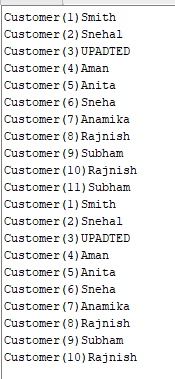 Customer(1)Smith
Customer(2)Snehal
Customer(3)UPADTED
Customer(4)Aman
Customer(5)Anita
Customer(6)Sneha
Customer(7)Anamika
Customer(8)Rajnish
Customer(9)Subham
Customer(10)Rajnish
Customer(11)Subham
Customer(1)Smith
Customer(2)Snehal
Customer(3)UPADTED
Customer(4)Aman
Customer(5)Anita
Customer(6)Sneha
Customer(7)Anamika
Customer(8)Rajnish
Customer(9)Subham
Customer(10)Rajnish